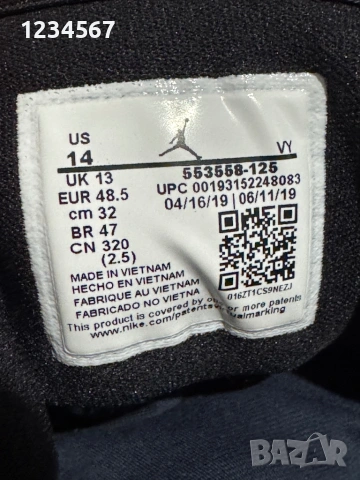 1234567
US
14
VY
UK 13
553558-125
EUR 48.5
UPC 00193152248083
cm 32
04/16/19 | 06/11/19
BR 47
CN 320
(2.5)
MADE IN VIETNAM
HECHO EN VIETNAM
FABRIQUE AU VIETNAM
FABRICADO NO VIETNA
016ZT1CS9NEZJ
This product is covered by one or more patents
www.nike.com/patents
BAZAR